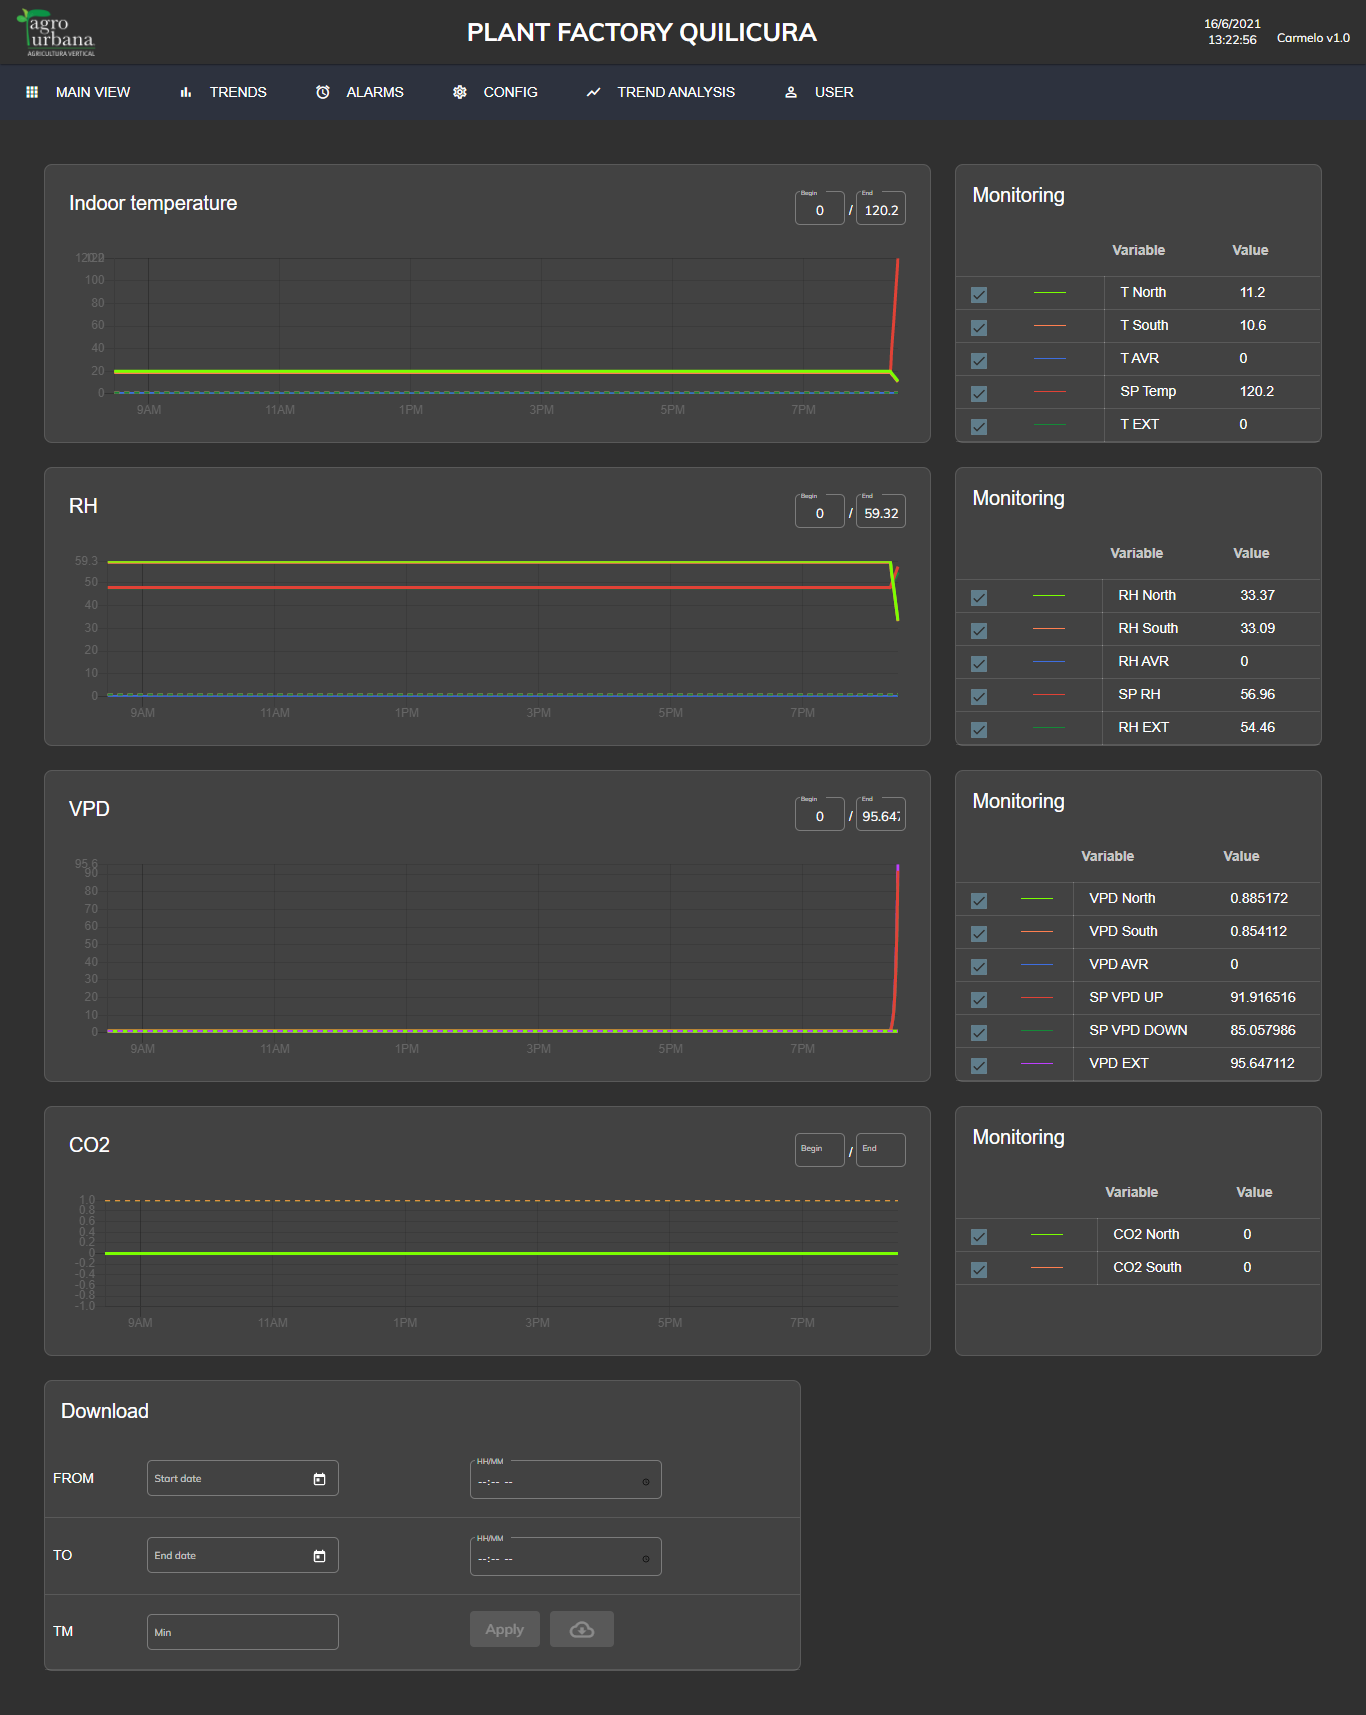 agro
urbana
AGRICULTURA VERTICAL
PLANT FACTORY QUILICURA
16/6/2021
13:22:56
Carmelo v1.0
MAIN VIEW
TRENDS
ALARMS
CONFIG
TREND ANALYSIS
USER
Indoor temperature
Begin
0
/
End
120.2
100
80
60
40
20
0
9AM
11AM
1PM
3PM
5PM
7PM
Monitoring
Variable Value
T North 11.2
T South 10.6
T AVR 0
SP Temp 120.2
T EXT 0
RH
Begin
0
/
End
59.32
59.3
50
40
30
20
10
0
9AM
11AM
1PM
3PM
5PM
7PM
Monitoring
Variable Value
RH North 33.37
RH South 33.09
RH AVR 0
SP RH 56.96
RH EXT 54.46
VPD
Begin
0
/
End
95.647
95.6
90
80
70
60
50
40
30
20
10
0
9AM
11AM
1PM
3PM
5PM
7PM
Monitoring
Variable Value
VPD North 0.885172
VPD South 0.854112
VPD AVR 0
SP VPD UP 91.916516
SP VPD DOWN 85.057986
VPD EXT 95.647112
CO2
Begin
/
End
1.0
0.8
0.6
0.4
0.2
0
-0.2
-0.4
-0.6
-0.8
-1.0
9AM
11AM
1PM
3PM
5PM
7PM
Monitoring
Variable Value
CO2 North 0
CO2 South 0
Download
FROM
Start date
HH/MM
--:-- --
TO
End date
HH/MM
--:-- --
TM
Min
Apply